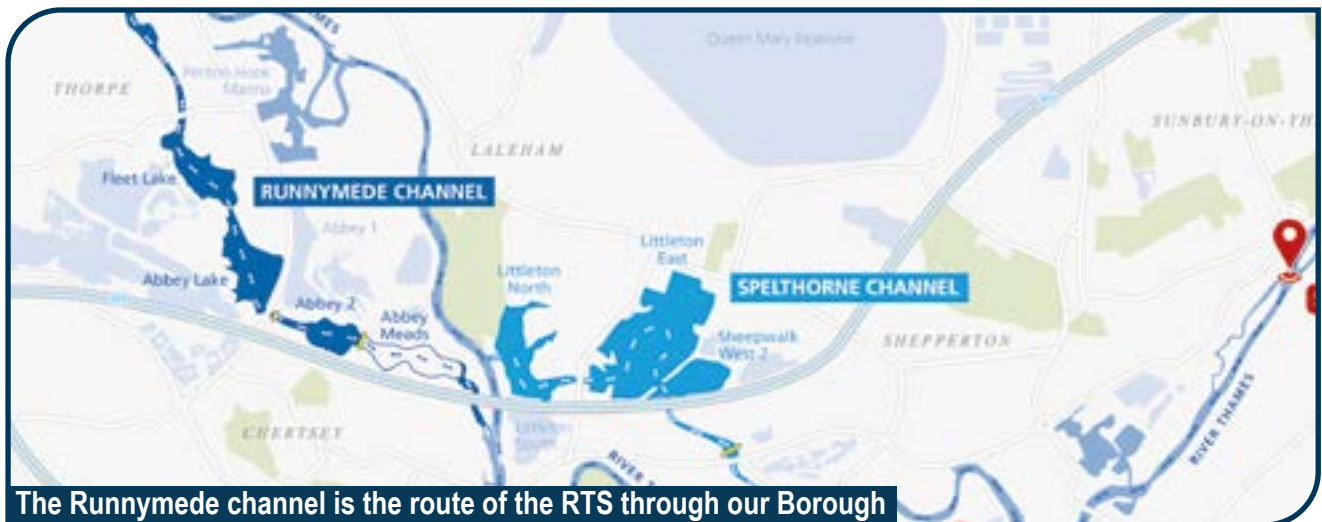 THAMES
Queen Mary Reservoir
Penton Hook
Marina
THORPE
SUNBURY-ON-TH
LALEHAM
Fleet Lake
RUNNYMEDE CHANNEL
Abbey 1
Littleton
East
Littleton
North
Abbey Lake
SPELTHORNE CHANNEL
Abbey 2
Abbey
Meads
Sheepwalk
West 2
SHEPPERTON
CHERTSEY
Littleton
South
RIVER T
RIVER THAMES
The Runnymede channel is the route of the RTS through our Borough